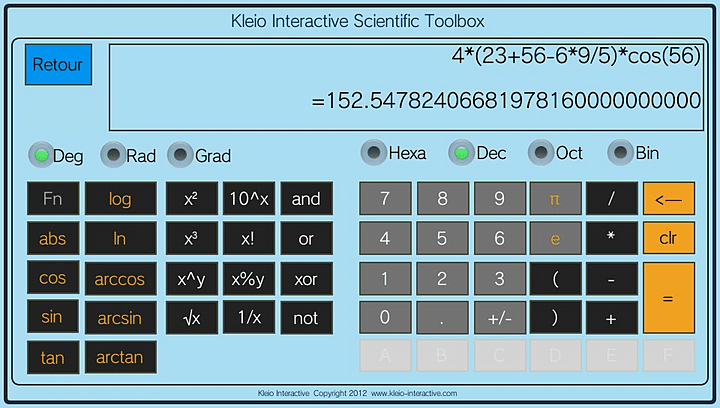 Kleio Interactive Scientific Toolbox
Retour
4*(23+56-6*9/5)*cos(56)
=152.54782406681978160000000000
Deg Rad Grad Hexa Dec Oct Bin
Fn log x² 10^x and 7 8 9 π / <—
abs ln x³ x! or 4 5 6 e * clr
cos arccos x^y x%y xor 1 2 3 ( - =
sin arcsin √x 1/x not 0 . +/- ) +
tan arctan A B C D E F
Kleio Interactive Copyright 2012 www.kleio-interactive.com